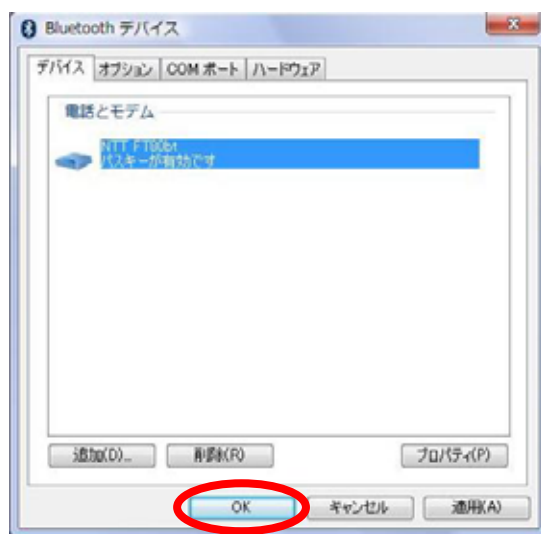 Bluetooth デバイス
デバイス オプション COM ポート ハードウェア
電話とモデム
NTT FT00bt
パスキーが有効です
追加(D)... 削除(R) プロパティ(P)
OK キャンセル 適用(A)